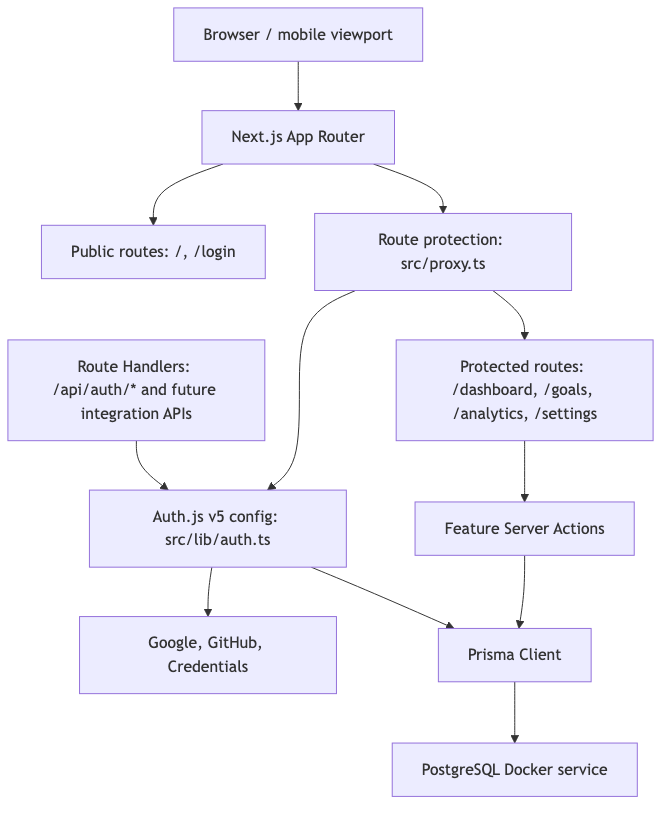 Browser / mobile viewport
Next.js App Router
Public routes: /, /login
Route protection:
src/proxy.ts
Route Handlers:
/api/auth/* and future
integration APIs
Protected routes:
/dashboard, /goals,
/analytics, /settings
Auth.js v5 config:
src/lib/auth.ts
Feature Server Actions
Google, GitHub,
Credentials
Prisma Client
PostgreSQL Docker service